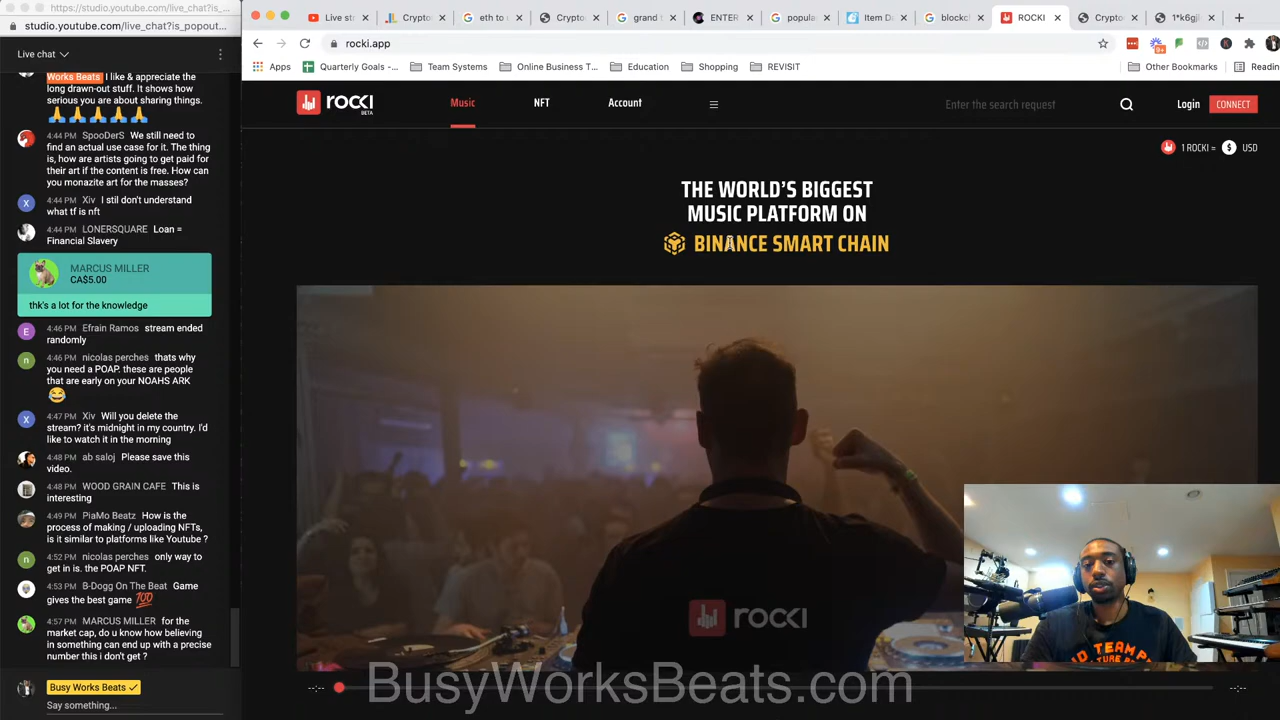 https://studio.youtube.com/live_chat?is_...
studio.youtube.com/live_chat?is_popout...
Live chat
Works Beats I like & appreciate the
long drawn-out stuff. It shows how
serious you are about sharing things.
🙏🙏🙏🙏🙏
4:44 PM SpooDerS We still need to
find an actual use case for it. The thing
is, how are artists going to get paid for
their art if the content is free. How can
you monazite art for the masses?
X
4:44 PM Xiv I stil don't understand
what tf is nft
4:44 PM LONERSQUARE Loan =
Financial Slavery
MARCUS MILLER
CA$5.00
thk's a lot for the knowledge
E
4:46 PM Efrain Ramos stream ended
randomly
n
4:46 PM nicolas perches thats why
you need a POAP. these are people
that are early on your NOAHS ARK
😂
X
4:47 PM Xiv Will you delete the
stream? it's midnight in my country. I'd
like to watch it in the morning
4:48 PM ab saloj Please save this
video.
4:48 PM WOOD GRAIN CAFE This is
interesting
4:49 PM PiaMo Beatz How is the
process of making / uploading NFTs,
is it similar to platforms like Youtube ?
n
4:52 PM nicolas perches only way to
get in is. the POAP NFT.
4:53 PM B-Dogg On The Beat Game
gives the best game 💯
4:57 PM MARCUS MILLER for the
market cap, do u know how believing
in something can end up with a precise
number this i don't get ?
Busy Works Beats ✓
Say something...
Live st
Crypto
eth to
Crypto
grand
ENTER
popula
Item D
blockc
ROCKI
Crypto
1*k6gji
rocki.app
Apps
Quarterly Goals -...
Team Systems
Online Business T...
Education
Shopping
REVISIT
Other Bookmarks
Readin
ROCKI
BETA
Music
NFT
Account
Enter the search request
Login
CONNECT
1 ROCKI = $ USD
THE WORLD'S BIGGEST
MUSIC PLATFORM ON
BINANCE SMART CHAIN
ROCKI
--:--
--:--
BusyWorksBeats.com